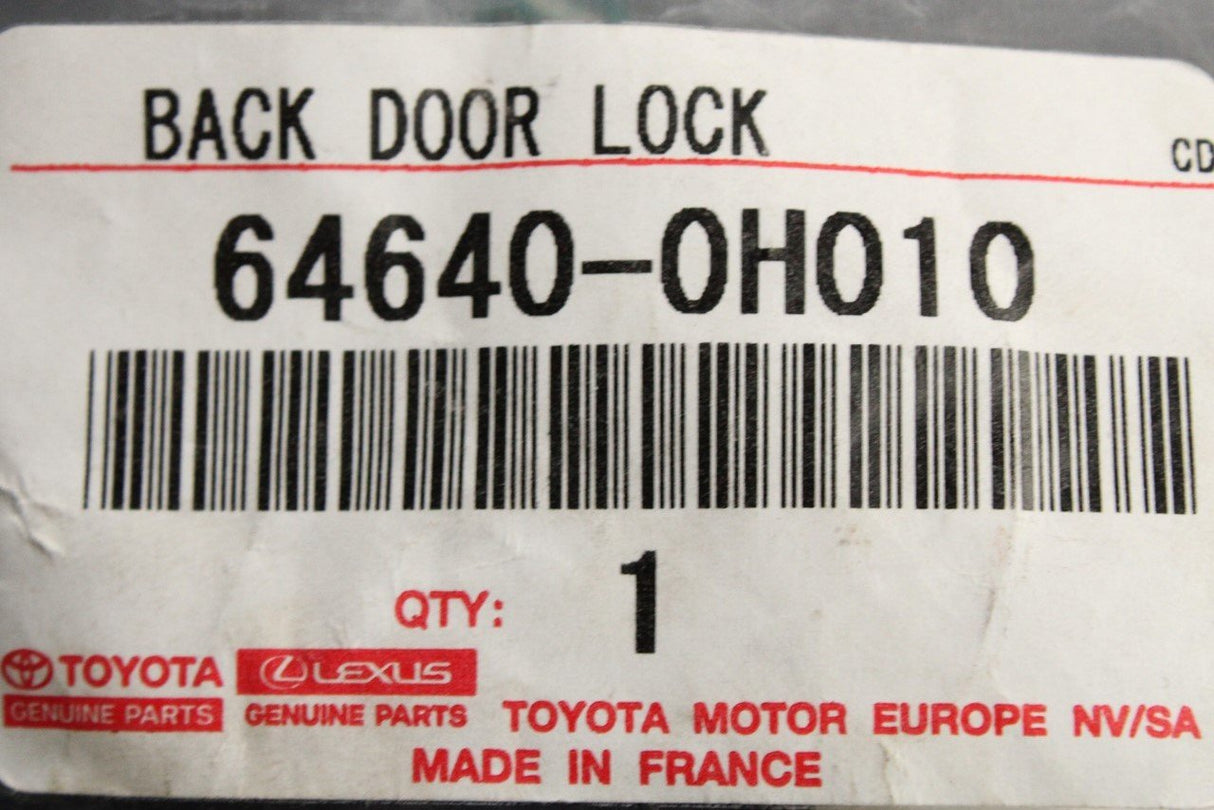 BACK DOOR LOCK
CD
64640-0H010
QTY: 1
TOYOTA LEXUS
GENUINE PARTS GENUINE PARTS TOYOTA MOTOR EUROPE NV/SA
MADE IN FRANCE